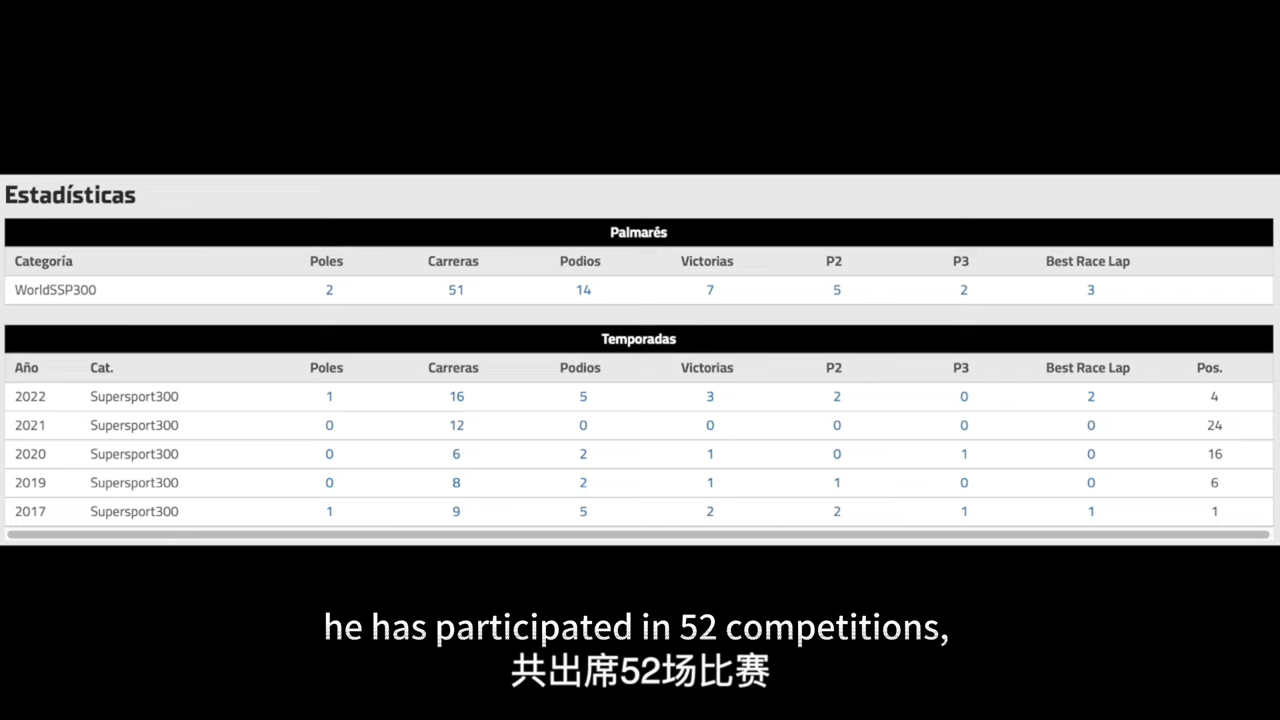 Estadísticas
Palmarés
Categoría Poles Carreras Podios Victorias P2 P3 Best Race Lap
WorldSSP300 2 51 14 7 5 2 3
Temporadas
Año Cat. Poles Carreras Podios Victorias P2 P3 Best Race Lap Pos.
2022 Supersport300 1 16 5 3 2 0 2 4
2021 Supersport300 0 12 0 0 0 0 0 24
2020 Supersport300 0 6 2 1 0 1 0 16
2019 Supersport300 0 8 2 1 1 0 0 6
2017 Supersport300 1 9 5 2 2 1 1 1
he has participated in 52 competitions,
共出席52场比赛